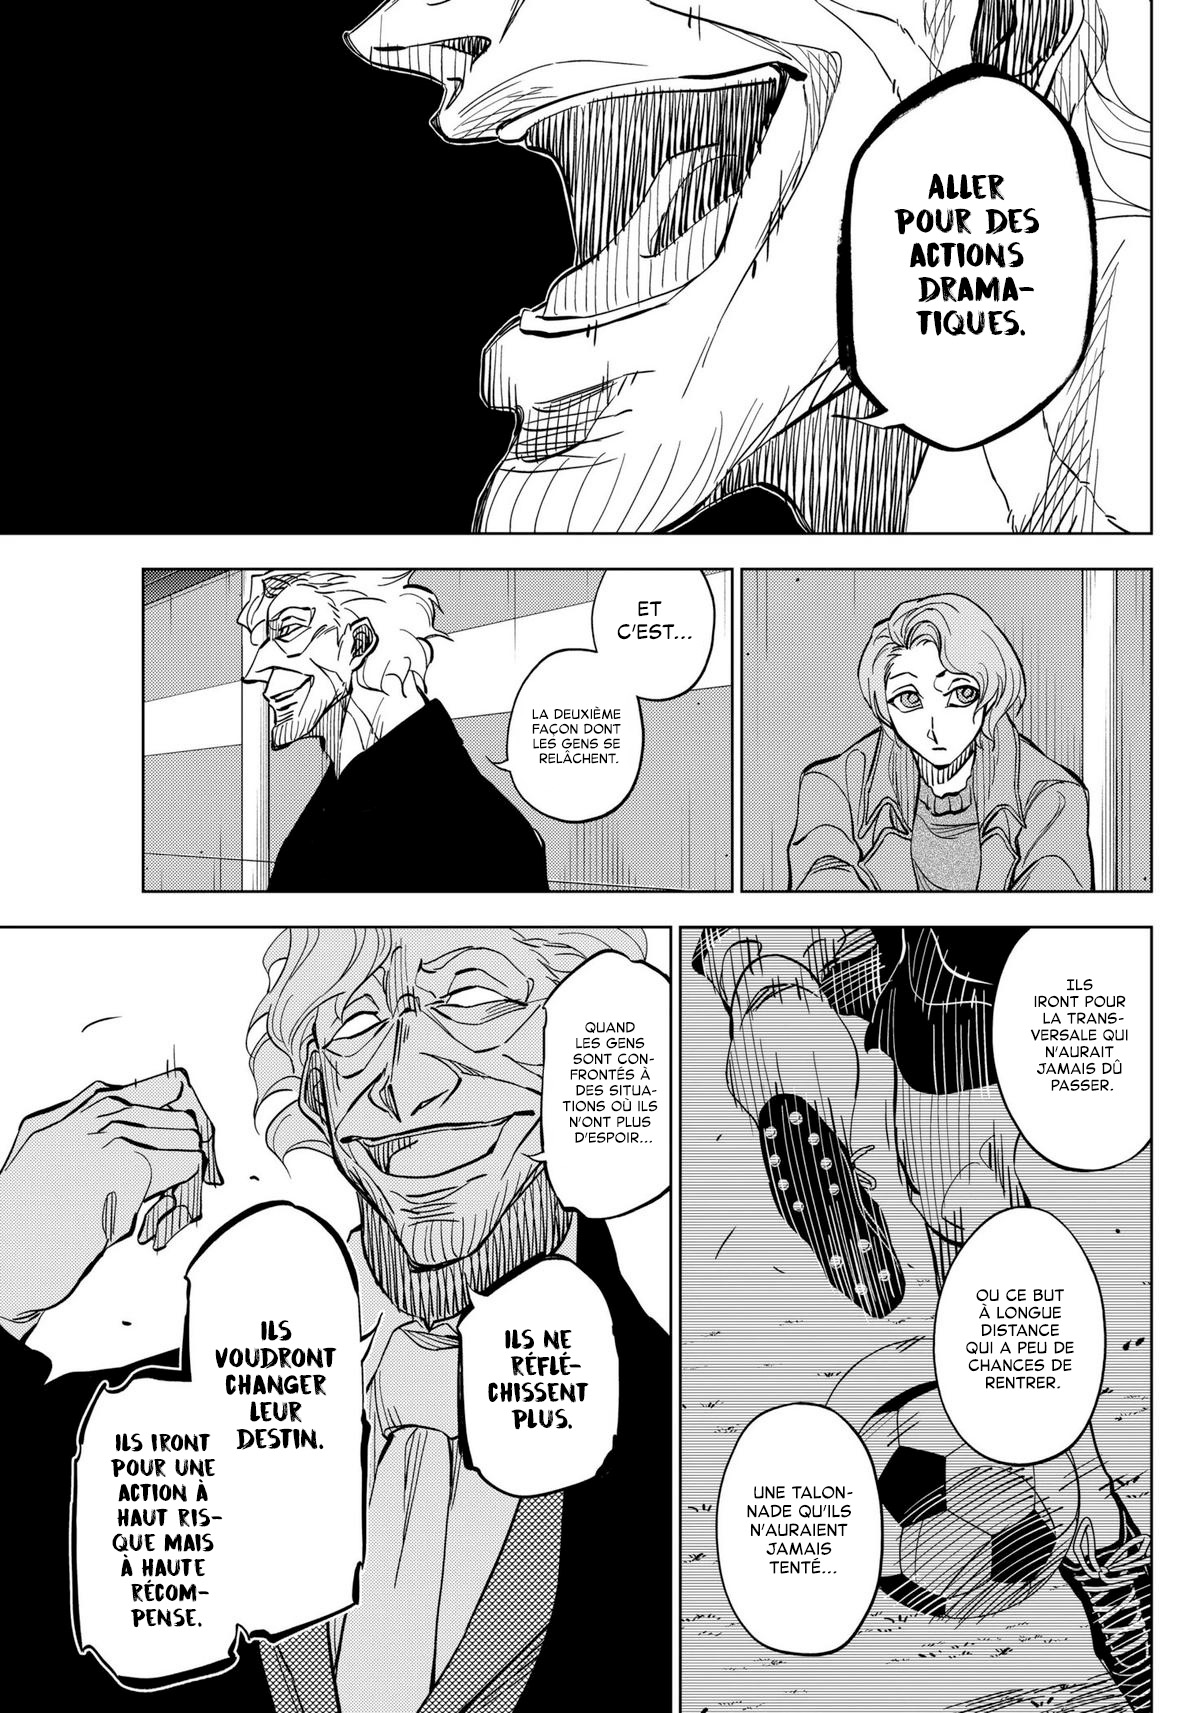 ALLER
POUR DES
ACTIONS
DRAMA-
TIQUES.
ET
C'EST...
LA DEUXIÈME
FAÇON DONT
LES GENS SE
RELÂCHENT.
ILS
IRONT POUR
LA TRANS-
VERSALE QUI
N'AURAIT
JAMAIS DÛ
PASSER.
OU CE BUT
À LONGUE
DISTANCE
QUI A PEU DE
CHANCES DE
RENTRER.
UNE TALON-
NADE QU'ILS
N'AURAIENT
JAMAIS
TENTÉ...
QUAND
LES GENS
SONT CON-
FRONTÉS À
DES SITUA-
TIONS OÙ ILS
N'ONT PLUS
D'ESPOIR...
ILS NE
RÉFLÉ-
CHISSENT
PLUS.
ILS
VOUDRONT
CHANGER
LEUR
DESTIN.
ILS IRONT
POUR UNE
ACTION À
HAUT RIS-
QUE MAIS
À HAUTE
RÉCOM-
PENSE.